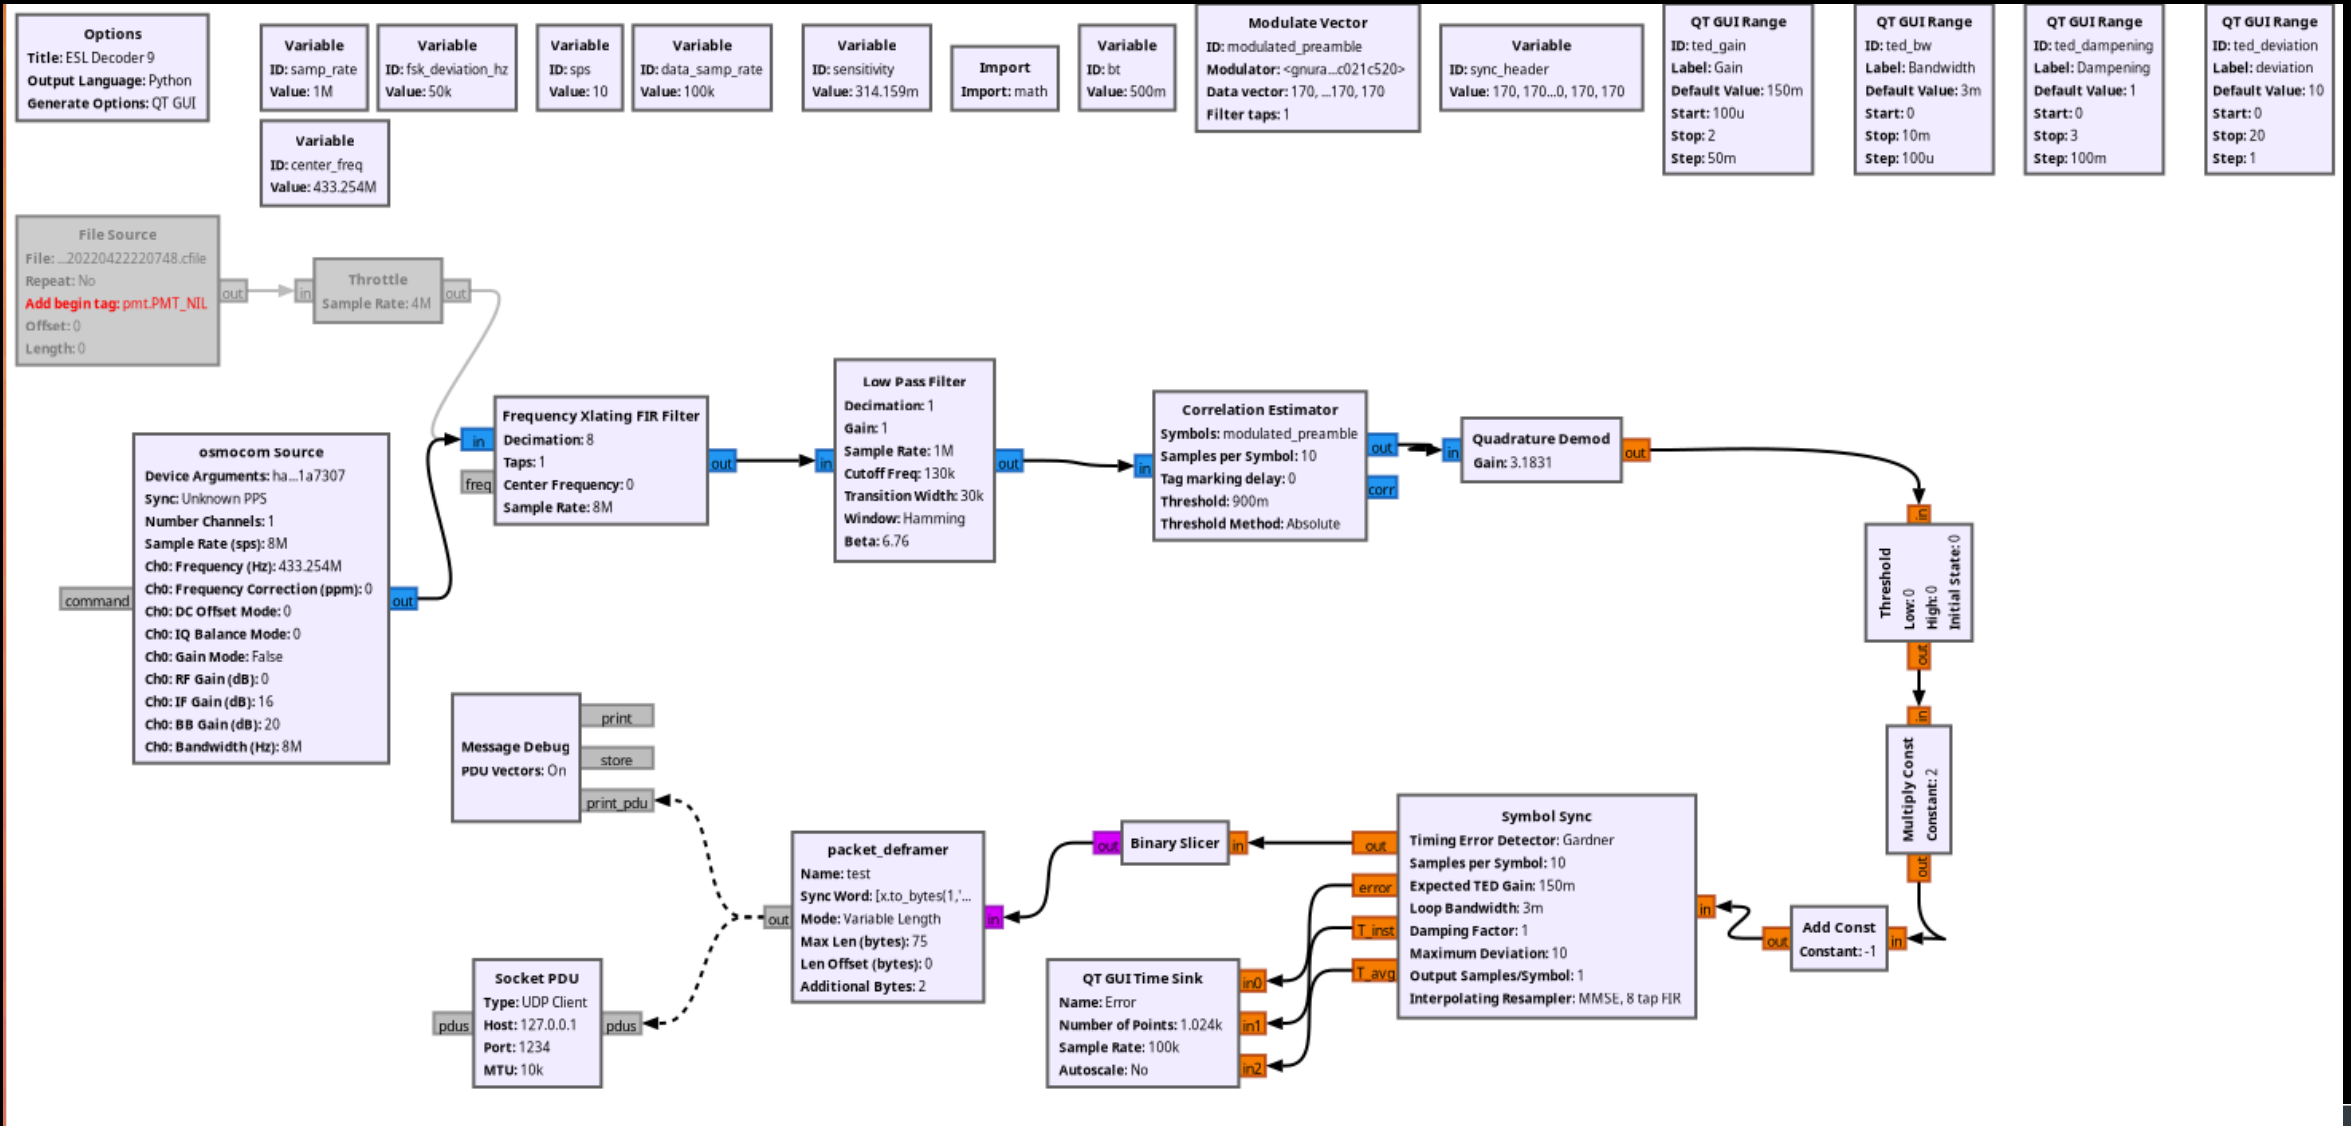 Options
Title: ESL Decoder 9
Output Language: Python
Generate Options: QT GUI
Variable
ID: samp_rate
Value: 1M
Variable
ID: fsk_deviation_hz
Value: 50k
Variable
ID: sps
Value: 10
Variable
ID: data_samp_rate
Value: 100k
Variable
ID: sensitivity
Value: 314.159m
Import
Import: math
Variable
ID: bt
Value: 500m
Modulate Vector
ID: modulated_preamble
Modulator: <gnura...c021c520>
Data vector: 170, ...170, 170
Filter taps: 1
Variable
ID: sync_header
Value: 170, 170...0, 170, 170
QT GUI Range
ID: ted_gain
Label: Gain
Default Value: 150m
Start: 100u
Stop: 2
Step: 50m
QT GUI Range
ID: ted_bw
Label: Bandwidth
Default Value: 3m
Start: 0
Stop: 10m
Step: 100u
QT GUI Range
ID: ted_dampening
Label: Dampening
Default Value: 1
Start: 0
Stop: 3
Step: 100m
QT GUI Range
ID: ted_deviation
Label: deviation
Default Value: 10
Start: 0
Stop: 20
Step: 1
Variable
ID: center_freq
Value: 433.254M
File Source
File: ...20220422220748.cfile
Repeat: No
Add begin tag: pmt.PMT_NIL
Offset: 0
Length: 0
out
in
Throttle
Sample Rate: 4M
out
osmocom Source
Device Arguments: ha...1a7307
Sync: Unknown PPS
Number Channels: 1
Sample Rate (sps): 8M
Ch0: Frequency (Hz): 433.254M
Ch0: Frequency Correction (ppm): 0
Ch0: DC Offset Mode: 0
Ch0: IQ Balance Mode: 0
Ch0: Gain Mode: False
Ch0: RF Gain (dB): 0
Ch0: IF Gain (dB): 16
Ch0: BB Gain (dB): 20
Ch0: Bandwidth (Hz): 8M
command
out
in
freq
Frequency Xlating FIR Filter
Decimation: 8
Taps: 1
Center Frequency: 0
Sample Rate: 8M
out
in
Low Pass Filter
Decimation: 1
Gain: 1
Sample Rate: 1M
Cutoff Freq: 130k
Transition Width: 30k
Window: Hamming
Beta: 6.76
out
in
Correlation Estimator
Symbols: modulated_preamble
Samples per Symbol: 10
Tag marking delay: 0
Threshold: 900m
Threshold Method: Absolute
out
corr
in
Quadrature Demod
Gain: 3.1831
out
in
Threshold
Low: 0
High: 0
Initial State: 0
out
in
Multiply Const
Constant: 2
out
in
Add Const
Constant: -1
out
in
Symbol Sync
Timing Error Detector: Gardner
Samples per Symbol: 10
Expected TED Gain: 150m
Loop Bandwidth: 3m
Damping Factor: 1
Maximum Deviation: 10
Output Samples/Symbol: 1
Interpolating Resampler: MMSE, 8 tap FIR
out
error
T_inst
T_avg
in
Binary Slicer
out
QT GUI Time Sink
Name: Error
Number of Points: 1.024k
Sample Rate: 100k
Autoscale: No
in0
in1
in2
in
packet_deframer
Name: test
Sync Word: [x.to_bytes(1,'...
Mode: Variable Length
Max Len (bytes): 75
Len Offset (bytes): 0
Additional Bytes: 2
out
Message Debug
PDU Vectors: On
print
store
print_pdu
pdus
Socket PDU
Type: UDP Client
Host: 127.0.0.1
Port: 1234
MTU: 10k
pdus